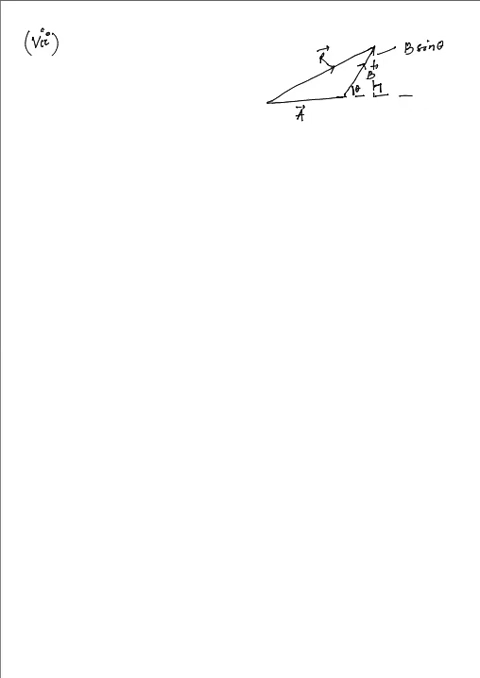 (vii)
R⃗
B sinθ
B
θ
A⃗